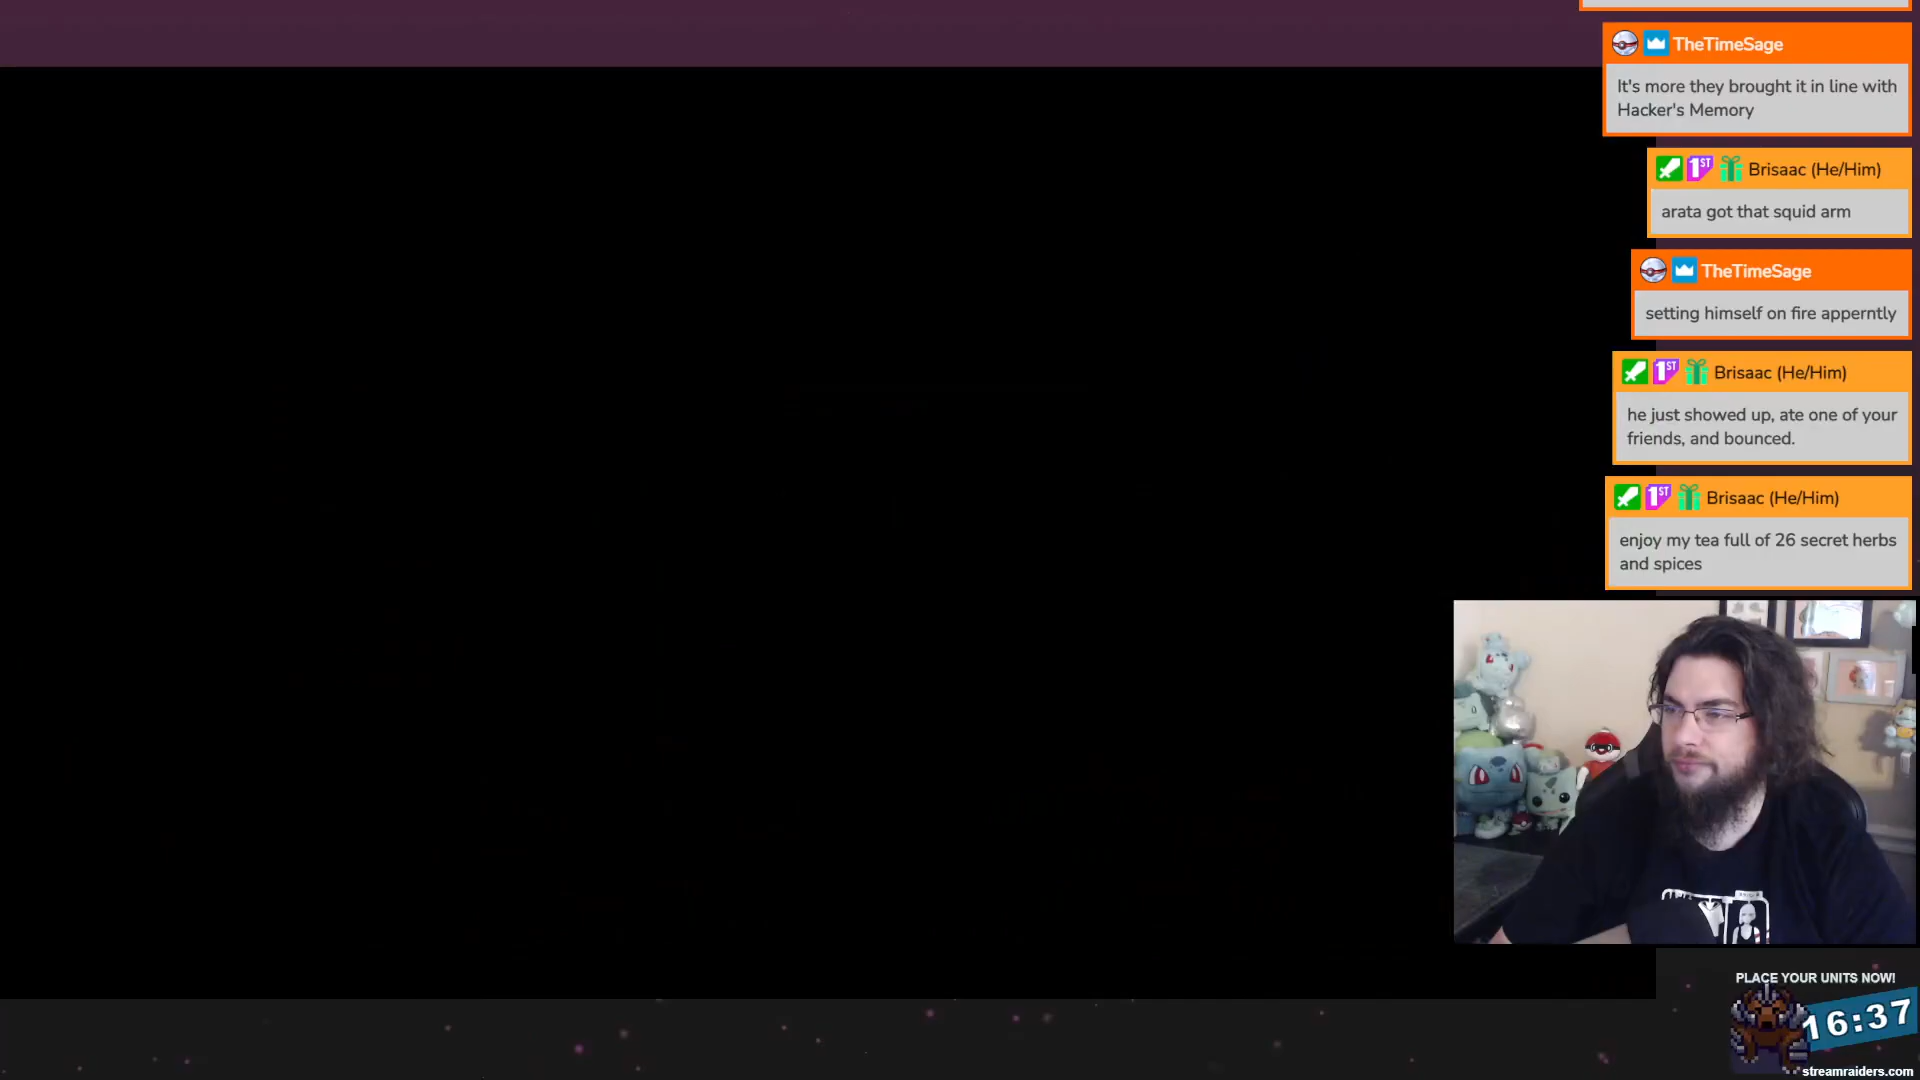 TheTimeSage
It's more they brought it in line with
Hacker's Memory
1ST Brisaac (He/Him)
arata got that squid arm
TheTimeSage
setting himself on fire apperntly
1ST Brisaac (He/Him)
he just showed up, ate one of your
friends, and bounced.
1ST Brisaac (He/Him)
enjoy my tea full of 26 secret herbs
and spices
PLACE YOUR UNITS NOW!
16:37
streamraiders.com